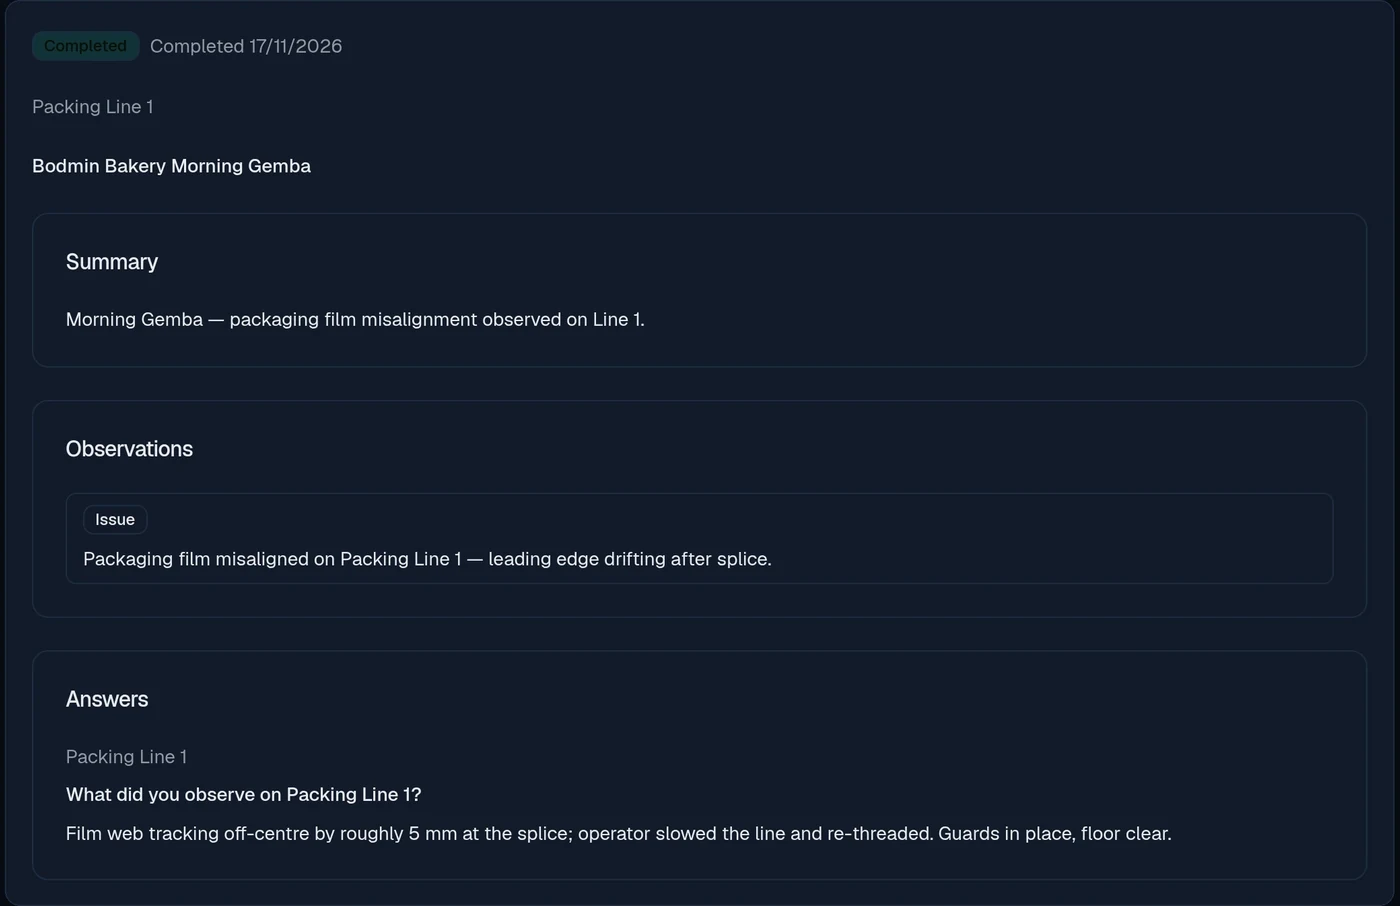 Completed Completed 17/11/2026
Packing Line 1
Bodmin Bakery Morning Gemba
Summary
Morning Gemba — packaging film misalignment observed on Line 1.
Observations
Issue
Packaging film misaligned on Packing Line 1 — leading edge drifting after splice.
Answers
Packing Line 1
What did you observe on Packing Line 1?
Film web tracking off-centre by roughly 5 mm at the splice; operator slowed the line and re-threaded. Guards in place, floor clear.